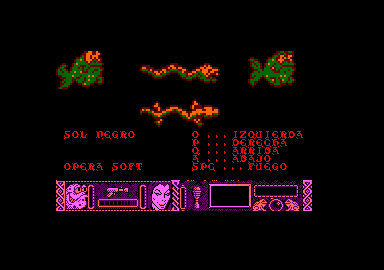 SOL NEGRO O ... IZQUIERDA
P ... DERECHA
Q ... ARRIBA
A ... ABAJO
OPERA SOFT SPC ... FUEGO